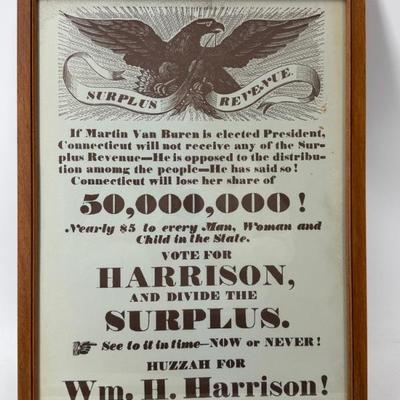 SURPLUS REVENUE.
If Martin Van Buren is elected President,
Connecticut will not receive any of the Sur-
plus Revenue—He is opposed to the distribu-
tion among the people—He has said so!
Connecticut will lose her share of
50,000,000!
Nearly $5 to every Man, Woman and
Child in the State.
VOTE FOR
HARRISON,
AND DIVIDE THE
SURPLUS.
☞ See to it in time—NOW or NEVER!
HUZZAH FOR
Wm. H. Harrison!